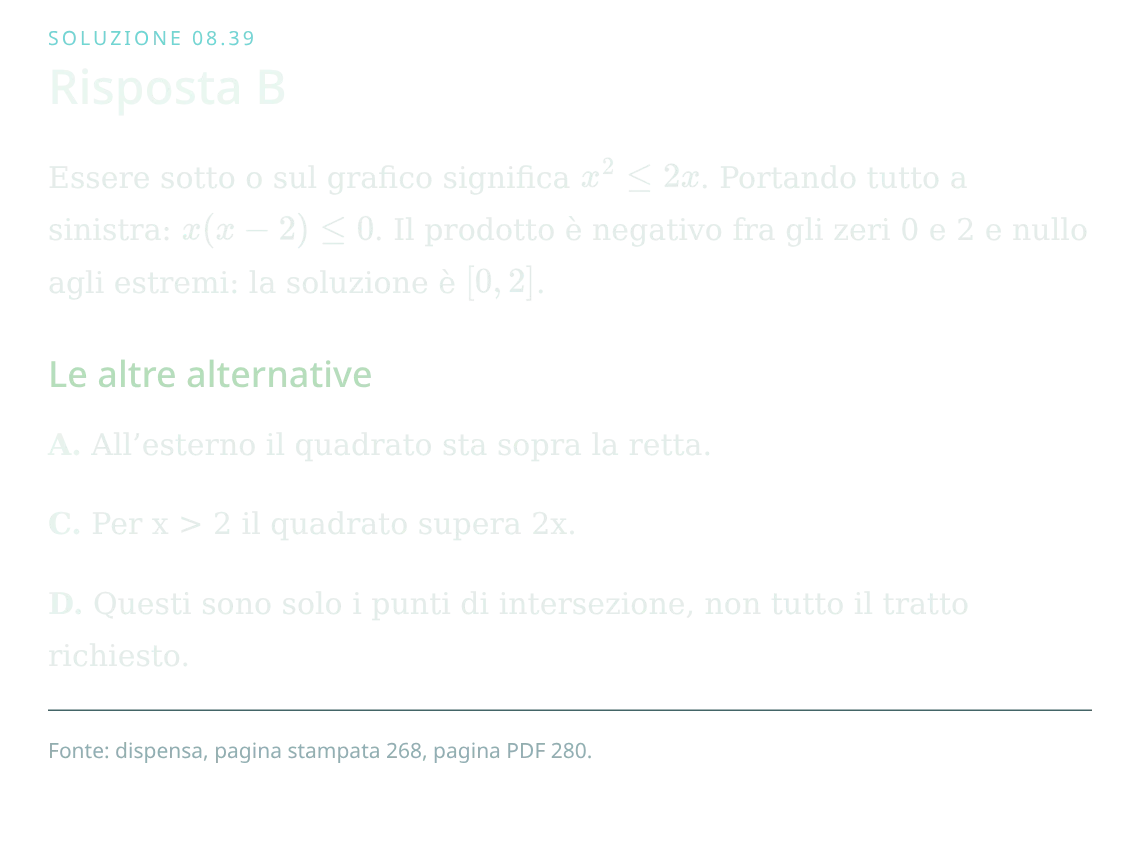 SOLUZIONE 08.39
Risposta B
Essere sotto o sul grafico significa x² ≤ 2x. Portando tutto a
sinistra: x(x − 2) ≤ 0. Il prodotto è negativo fra gli zeri 0 e 2 e nullo
agli estremi: la soluzione è [0, 2].
Le altre alternative
A. All’esterno il quadrato sta sopra la retta.
C. Per x > 2 il quadrato supera 2x.
D. Questi sono solo i punti di intersezione, non tutto il tratto
richiesto.
Fonte: dispensa, pagina stampata 268, pagina PDF 280.